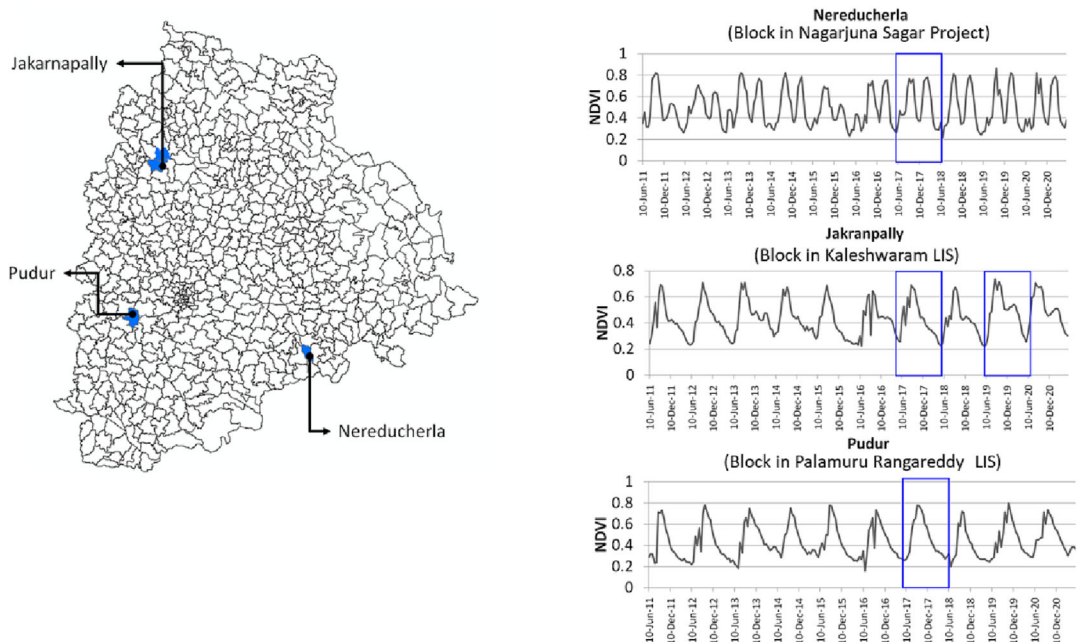 Jakarnapally
Pudur
Nereducherla
Nereducherla
(Block in Nagarjuna Sagar Project)
NDVI
1
0.8
0.6
0.4
0.2
0
10-Jun-11
10-Dec-11
10-Jun-12
10-Dec-12
10-Jun-13
10-Dec-13
10-Jun-14
10-Dec-14
10-Jun-15
10-Dec-15
10-Jun-16
10-Dec-16
10-Jun-17
10-Dec-17
10-Jun-18
10-Dec-18
10-Jun-19
10-Dec-19
10-Jun-20
10-Dec-20
Jakranpally
(Block in Kaleshwaram LIS)
NDVI
0.8
0.6
0.4
0.2
0
10-Jun-11
10-Dec-11
10-Jun-12
10-Dec-12
10-Jun-13
10-Dec-13
10-Jun-14
10-Dec-14
10-Jun-15
10-Dec-15
10-Jun-16
10-Dec-16
10-Jun-17
10-Dec-17
10-Jun-18
10-Dec-18
10-Jun-19
10-Dec-19
10-Jun-20
10-Dec-20
Pudur
(Block in Palamuru Rangareddy LIS)
NDVI
1
0.8
0.6
0.4
0.2
0
10-Jun-11
10-Dec-11
10-Jun-12
10-Dec-12
10-Jun-13
10-Dec-13
10-Jun-14
10-Dec-14
10-Jun-15
10-Dec-15
10-Jun-16
10-Dec-16
10-Jun-17
10-Dec-17
10-Jun-18
10-Dec-18
10-Jun-19
10-Dec-19
10-Jun-20
10-Dec-20